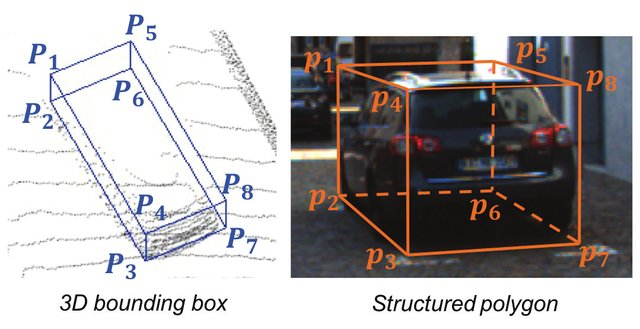 P1
P5
P2
P6
P4
P8
P3
P7
3D bounding box
p1
p5
p4
p8
p2
p6
p3
p7
Structured polygon